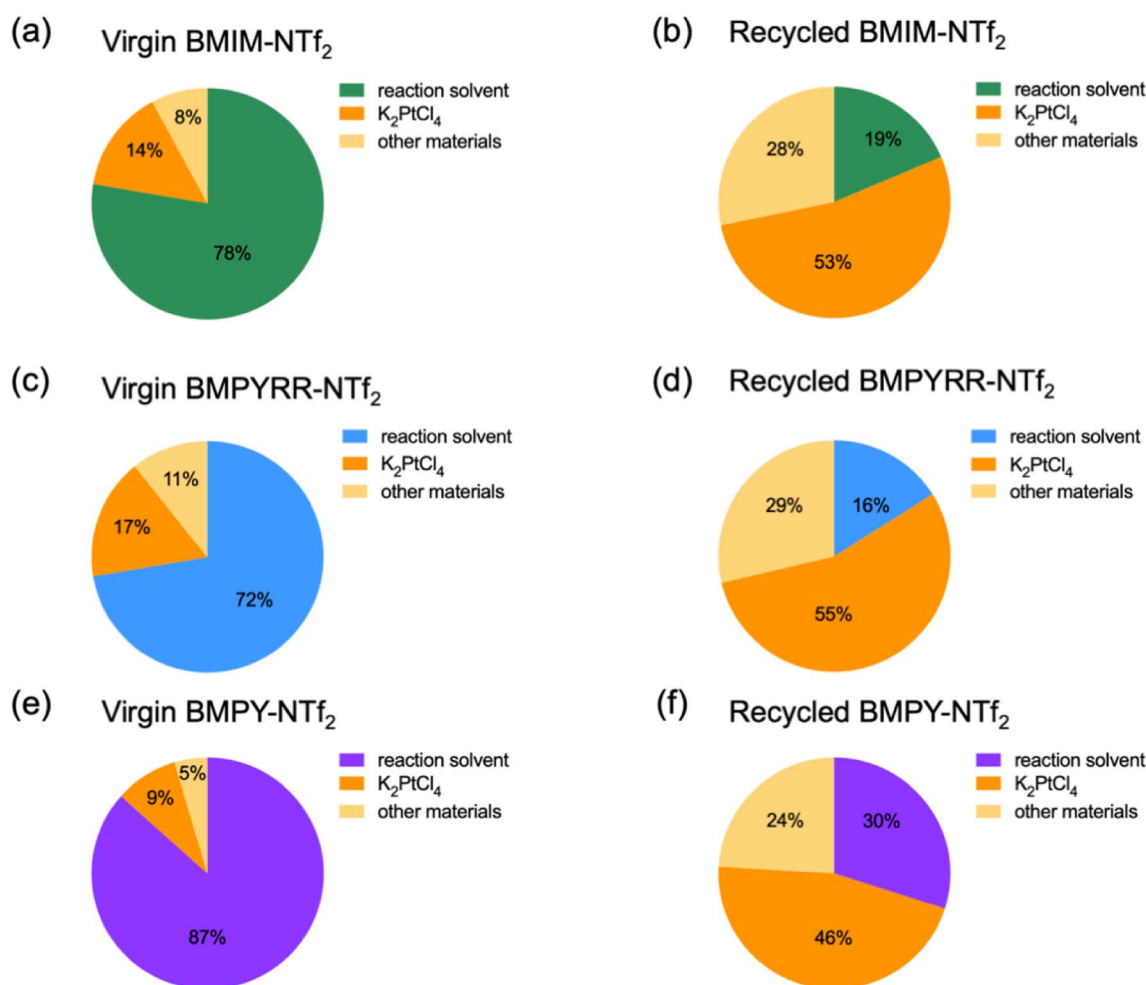 (a) Virgin BMIM-NTf₂
reaction solvent
K₂PtCl₄
other materials
8%
14%
78%
(b) Recycled BMIM-NTf₂
reaction solvent
K₂PtCl₄
other materials
19%
28%
53%
(c) Virgin BMPYRR-NTf₂
reaction solvent
K₂PtCl₄
other materials
11%
17%
72%
(d) Recycled BMPYRR-NTf₂
reaction solvent
K₂PtCl₄
other materials
29%
16%
55%
(e) Virgin BMPY-NTf₂
reaction solvent
K₂PtCl₄
other materials
5%
9%
87%
(f) Recycled BMPY-NTf₂
reaction solvent
K₂PtCl₄
other materials
24%
30%
46%